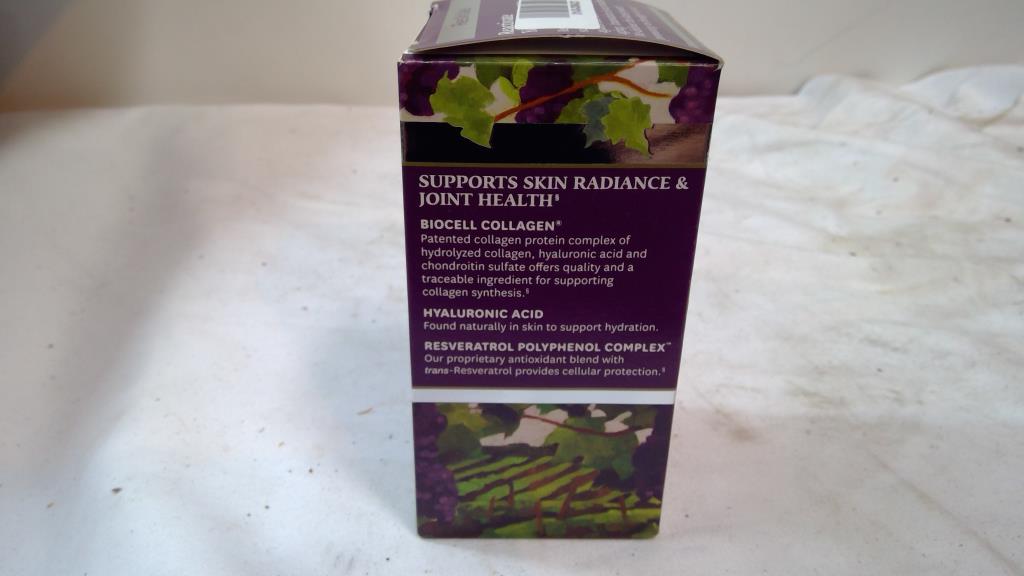 SUPPORTS SKIN RADIANCE &
JOINT HEALTH§
BIOCELL COLLAGEN®
Patented collagen protein complex of
hydrolyzed collagen, hyaluronic acid and
chondroitin sulfate offers quality and a
traceable ingredient for supporting
collagen synthesis.§
HYALURONIC ACID
Found naturally in skin to support hydration.
RESVERATROL POLYPHENOL COMPLEX™
Our proprietary antioxidant blend with
trans-Resveratrol provides cellular protection.§